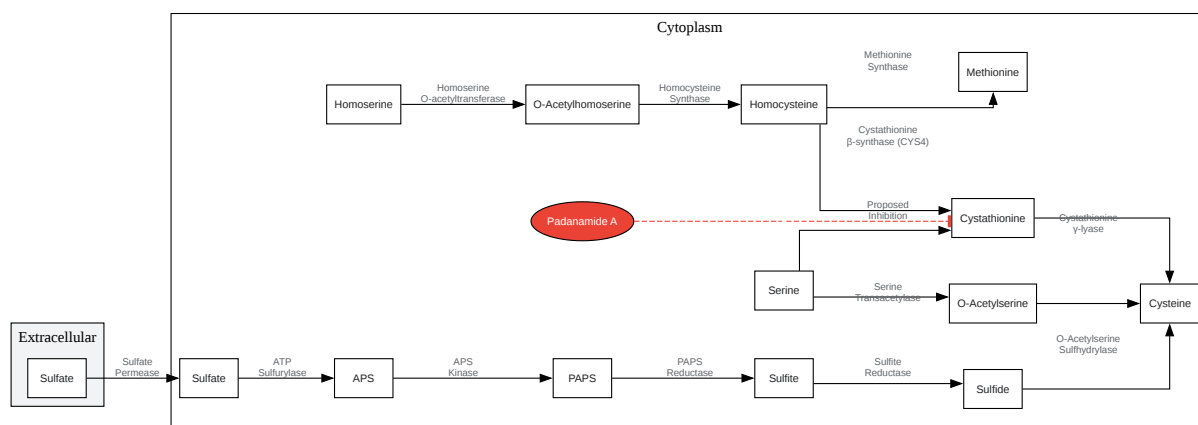 Cytoplasm
Methionine
Synthase
Methionine
Homoserine
Homoserine
O-acetyltransferase
O-Acetylhomoserine
Homocysteine
Synthase
Homocysteine
Cystathionine
β-synthase (CYS4)
Padanamide A
Proposed
Inhibition
Cystathionine
Cystathionine
γ-lyase
Serine
Serine
Transacetylase
O-Acetylserine
Cysteine
O-Acetylserine
Sulfhydrylase
Extracellular
Sulfate
Sulfate
Permease
Sulfate
ATP
Sulfurylase
APS
APS
Kinase
PAPS
PAPS
Reductase
Sulfite
Sulfite
Reductase
Sulfide